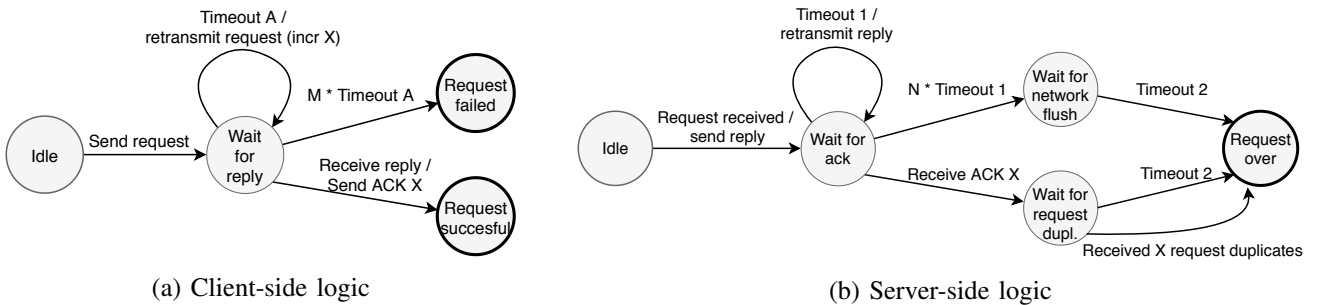 Timeout A /
retransmit request (incr X)
Idle
Send request
Wait
for
reply
M * Timeout A
Request
failed
Receive reply /
Send ACK X
Request
succesful
(a) Client-side logic
Timeout 1 /
retransmit reply
Idle
Request received /
send reply
Wait for
ack
N * Timeout 1
Wait for
network
flush
Timeout 2
Request
over
Receive ACK X
Wait for
request
dupl.
Timeout 2
Received X request duplicates
(b) Server-side logic